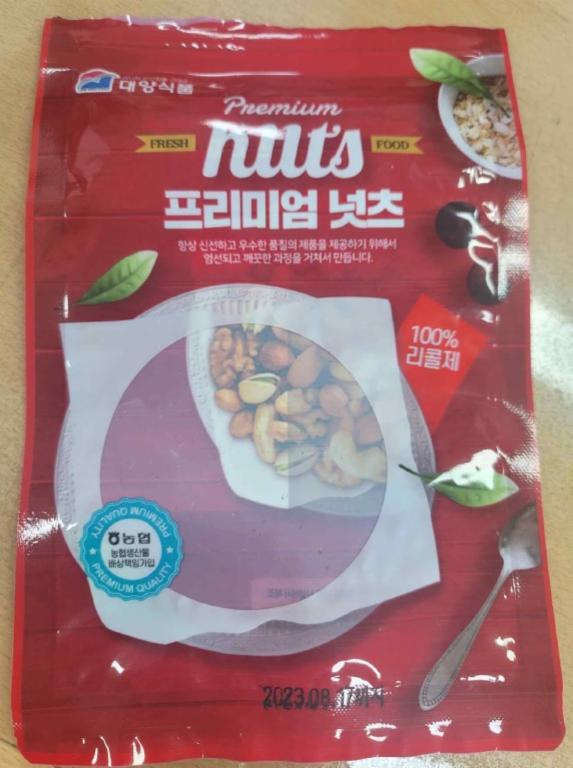 대양식품
Premium
FRESH
nuts
FOOD
프리미엄 넛츠
항상 신선하고 우수한 품질의 제품을 제공하기 위해서
엄선되고 깨끗한 과정을 거쳐서 만듭니다.
100%
리콜제
PREMIUM QUALITY
농협
농협생산물
배상책임가입
PREMIUM QUALITY
2023.08.17까지